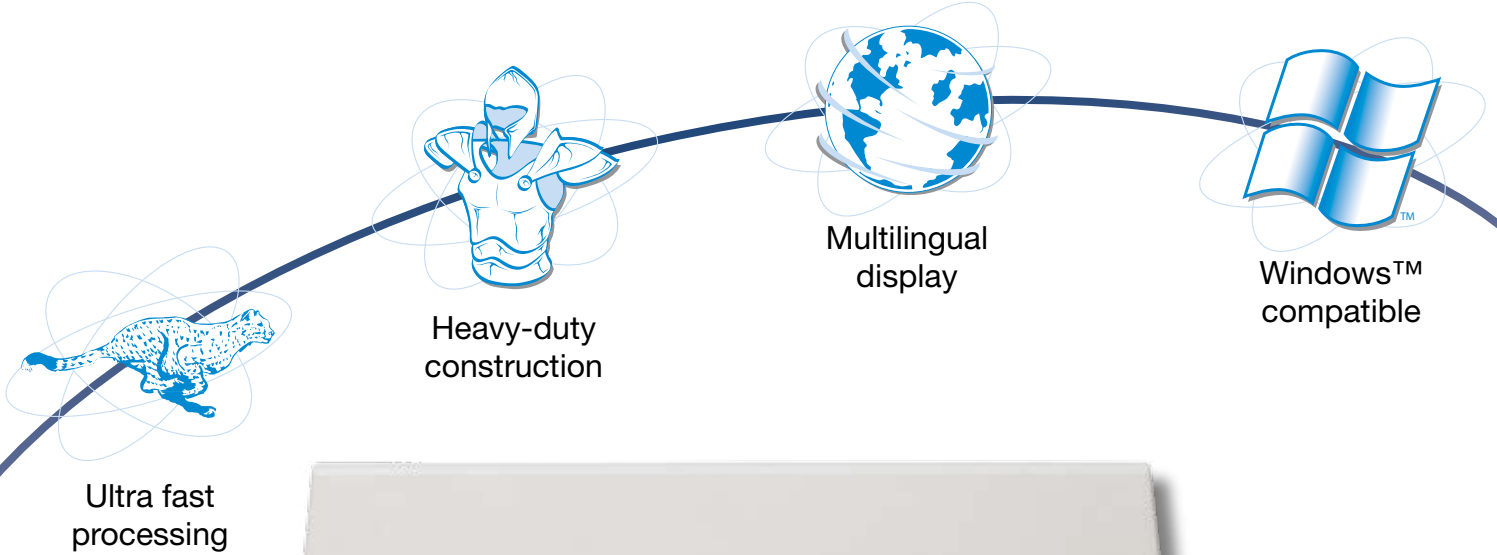 Multilingual
display
TM
Windows™
compatible
Heavy-duty
construction
Ultra fast
processing